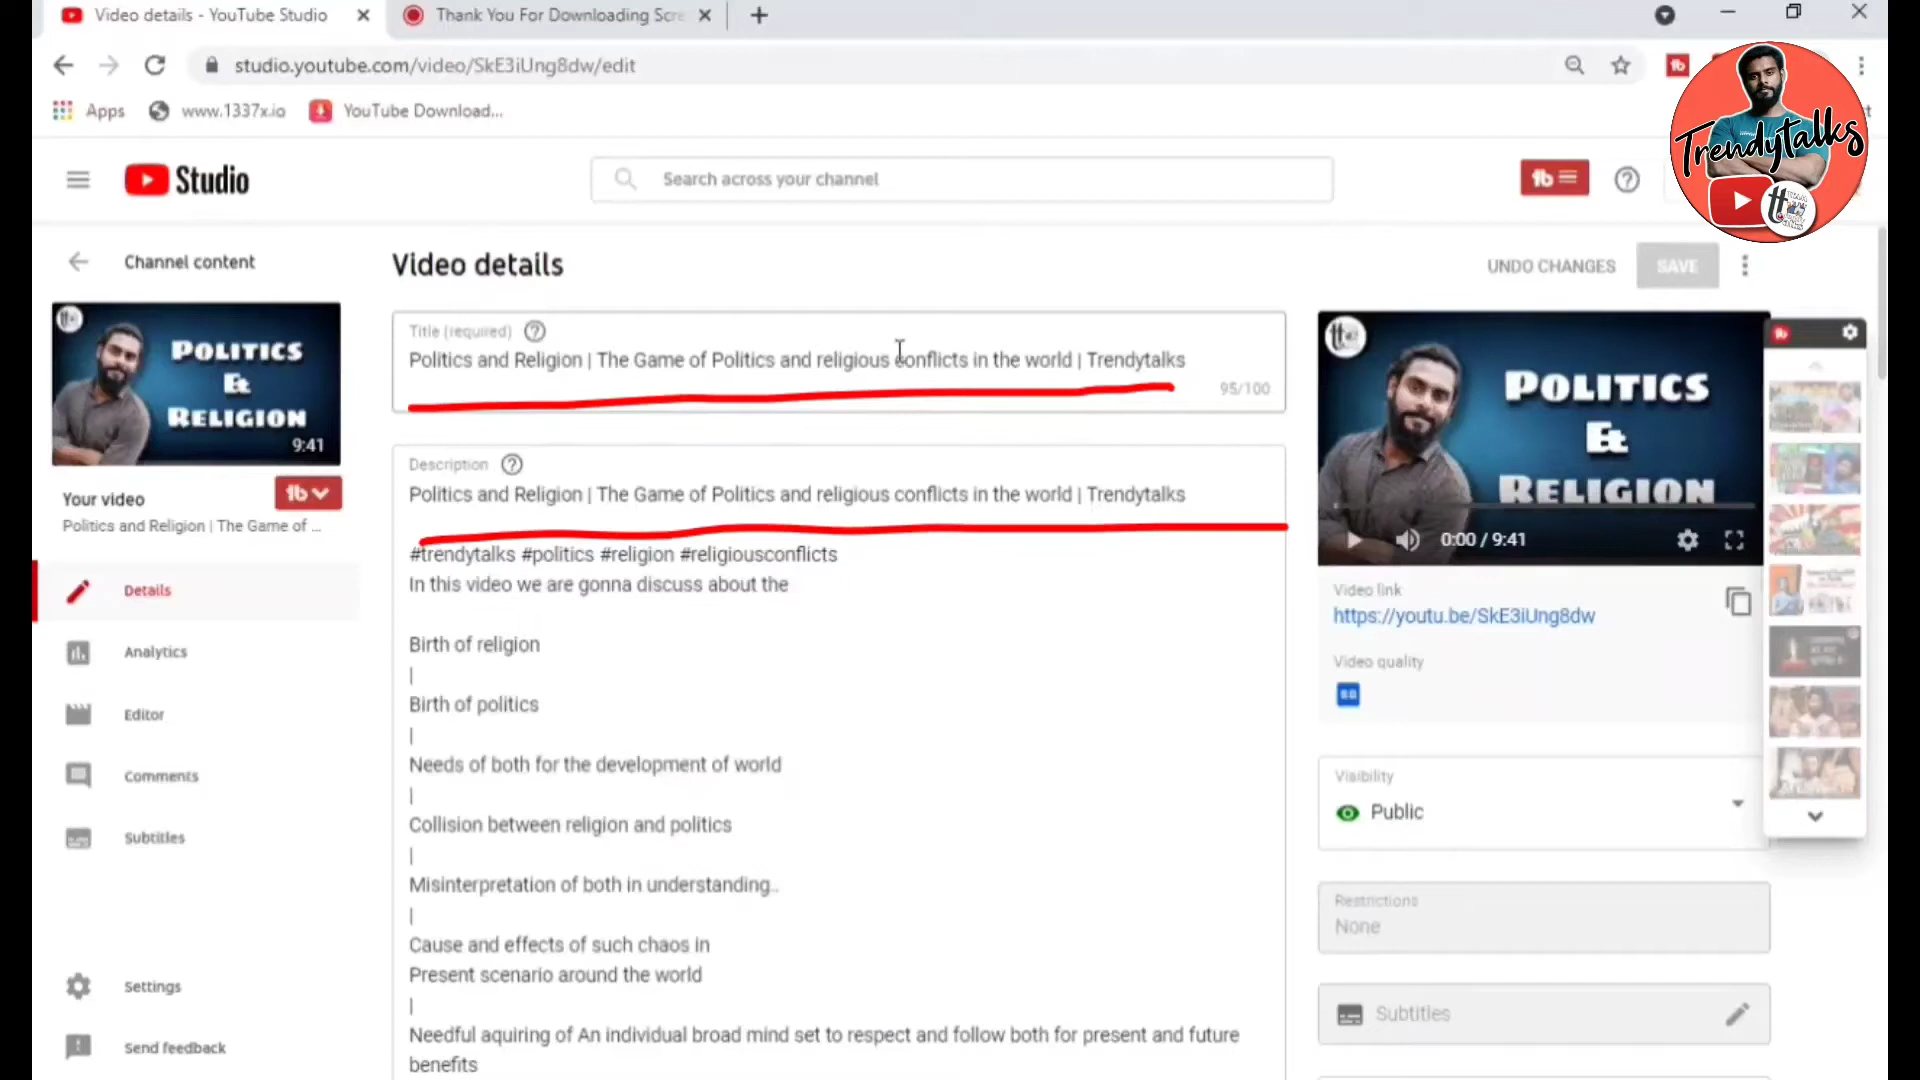 Video details - YouTube Studio
Thank You For Downloading Scre
studio.youtube.com/video/SkE3iUng8dw/edit
Apps
www.1337x.io
YouTube Download...
Trendytalks
Studio
Search across your channel
Channel content
Video details
UNDO CHANGES
SAVE
POLITICS
&
RELIGION
9:41
Your video
Politics and Religion | The Game of ...
Details
Analytics
Editor
Comments
Subtitles
Settings
Send feedback
Title (required)
Politics and Religion | The Game of Politics and religious conflicts in the world | Trendytalks
95/100
Description
Politics and Religion | The Game of Politics and religious conflicts in the world | Trendytalks
#trendytalks #politics #religion #religiousconflicts
In this video we are gonna discuss about the
Birth of religion
|
Birth of politics
|
Needs of both for the development of world
|
Collision between religion and politics
|
Misinterpretation of both in understanding..
|
Cause and effects of such chaos in
Present scenario around the world
|
Needful aquiring of An individual broad mind set to respect and follow both for present and future
benefits
POLITICS
&
RELIGION
0:00 / 9:41
Video link
https://youtu.be/SkE3iUng8dw
Video quality
Visibility
Public
Restrictions
None
Subtitles